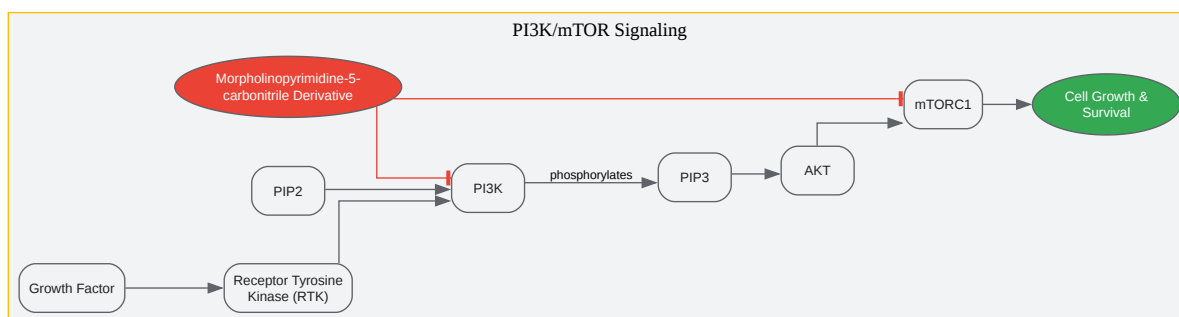 PI3K/mTOR Signaling
Morpholinopyrimidine-5-
carbonitrile Derivative
mTORC1
Cell Growth &
Survival
PIP2
PI3K
phosphorylates
PIP3
AKT
Growth Factor
Receptor Tyrosine
Kinase (RTK)